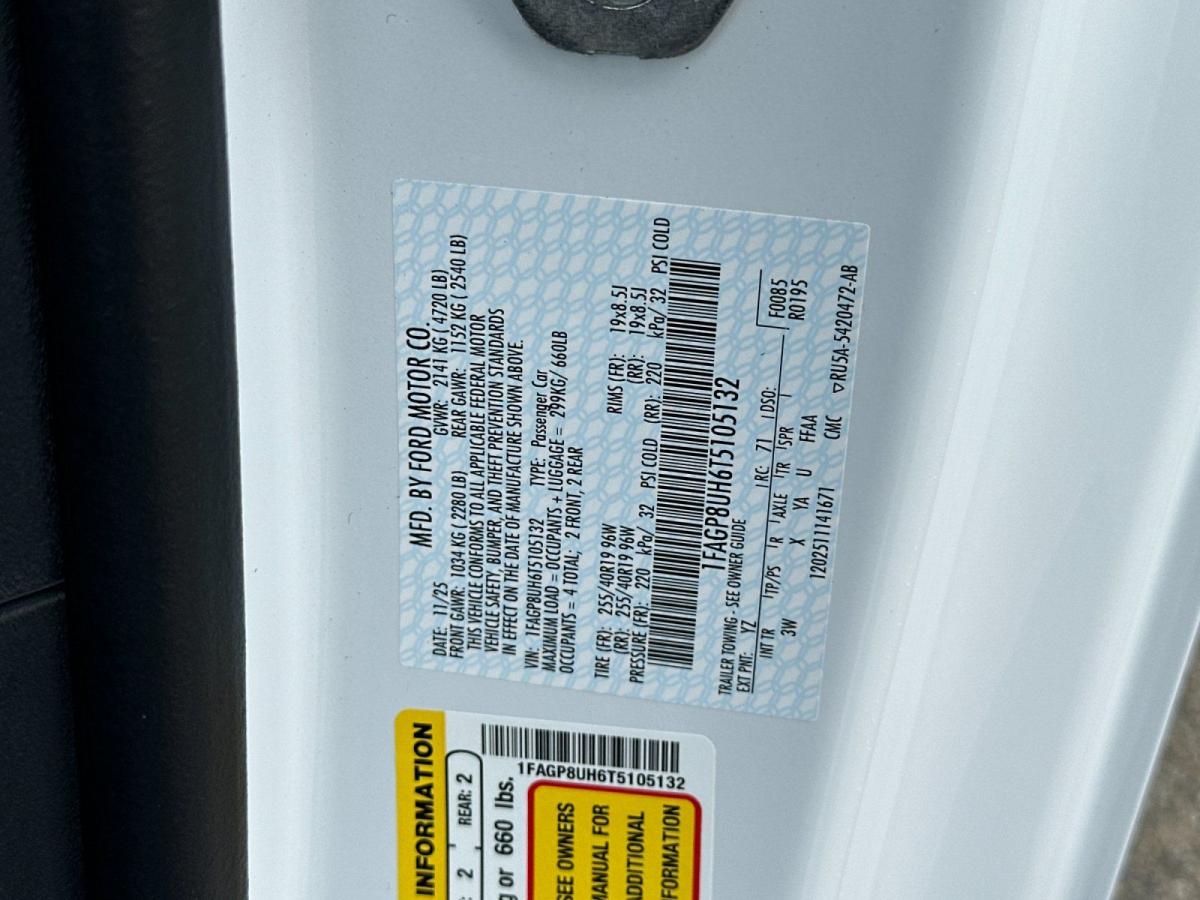 MFD. BY FORD MOTOR CO.
DATE: 11/25 GVWR: 2141 KG ( 4720 LB)
FRONT GAWR: 1034 KG ( 2280 LB) REAR GAWR: 1152 KG ( 2540 LB)
THIS VEHICLE CONFORMS TO ALL APPLICABLE FEDERAL MOTOR
VEHICLE SAFETY, BUMPER, AND THEFT PREVENTION STANDARDS
IN EFFECT ON THE DATE OF MANUFACTURE SHOWN ABOVE.
VIN: 1FAGP8UH6T5105132 TYPE: Passenger Car
MAXIMUM LOAD = OCCUPANTS + LUGGAGE = 299KG/ 660LB
OCCUPANTS = 4 TOTAL; 2 FRONT, 2 REAR
TIRE (FR): 255/40R19 96W RIMS (FR): 19x8.5J
(RR): 255/40R19 96W (RR): 19x8.5J
PRESSURE (FR): 220 kPa/ 32 PSI COLD (RR): 220 kPa/ 32 PSI COLD
1FAGP8UH6T5105132
TRAILER TOWING - SEE OWNER GUIDE
EXT PNT: YZ RC: 71 DSO: F0085
INT TR TP/PS R AXLE TR SPR R0195
3W X YA U FFAA
1202511141671 CMC ▽RU5A-5420472-AB
INFORMATION
2 REAR: 2
or 660 lbs.
1FAGP8UH6T5105132
SEE OWNERS
MANUAL FOR
ADDITIONAL
INFORMATION